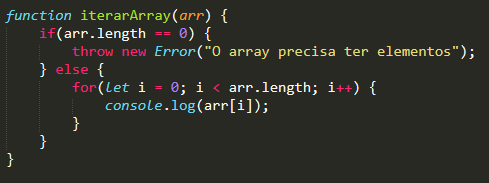 function iterarArray(arr) {
    if(arr.length == 0) {
        throw new Error("O array precisa ter elementos");
    } else {
        for(let i = 0; i < arr.length; i++) {
            console.log(arr[i]);
        }
    }
}